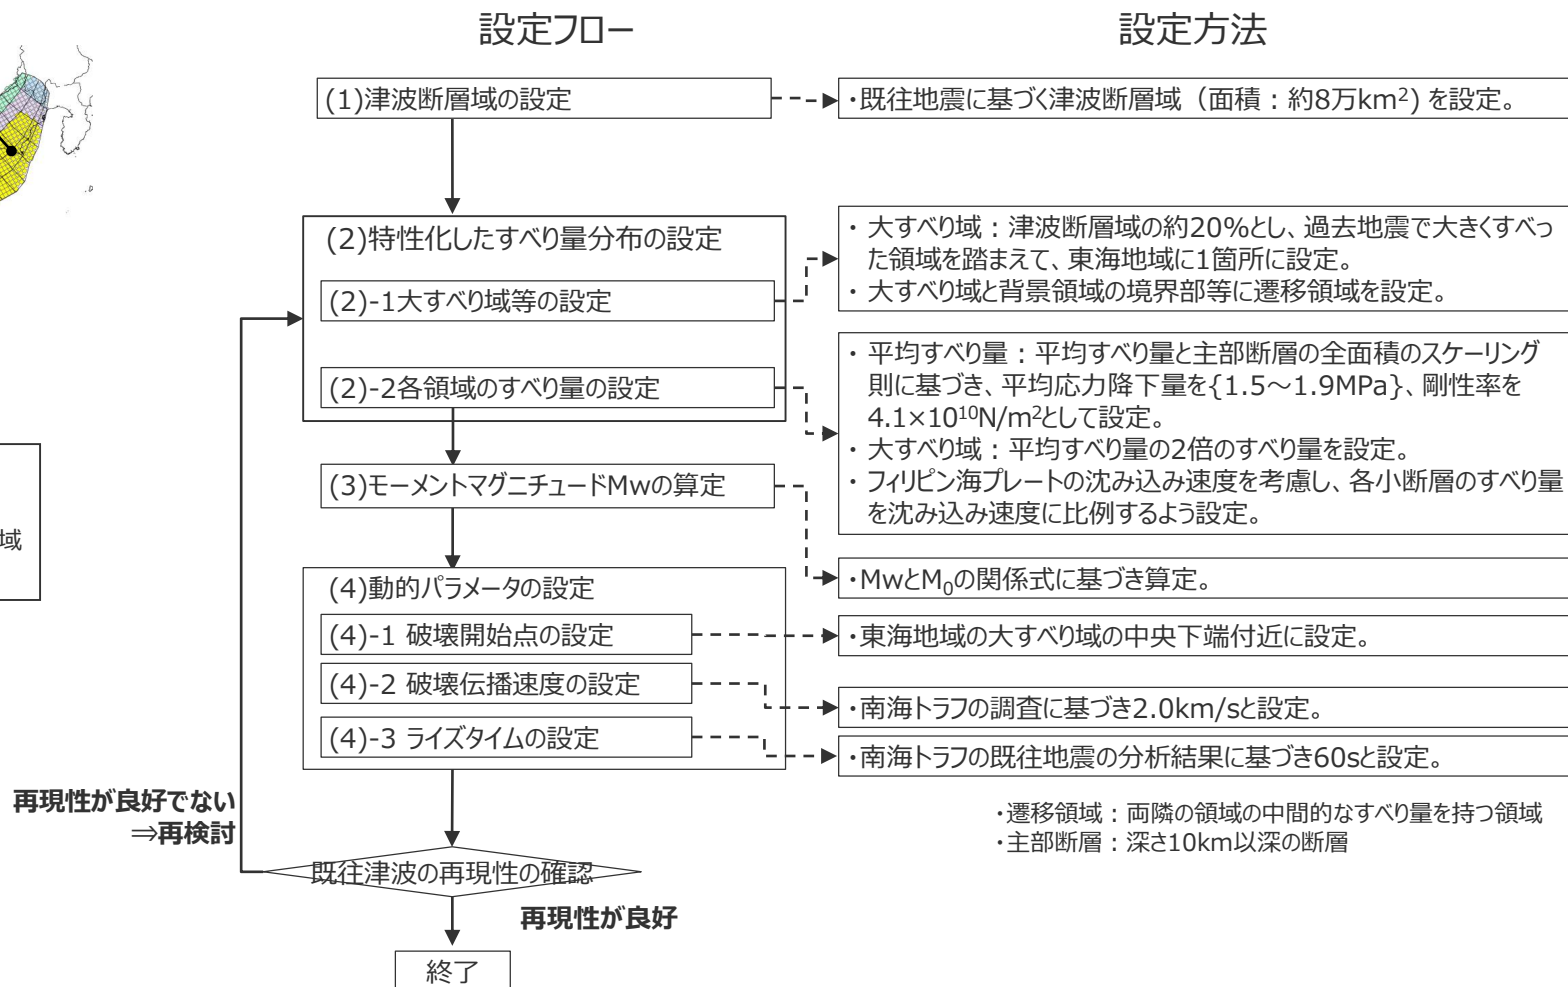 設定フロー
設定方法
(1)津波断層域の設定
・既往地震に基づく津波断層域（面積：約8万km²) を設定。
(2)特性化したすべり量分布の設定
(2)-1大すべり域等の設定
・ 大すべり域：津波断層域の約20%とし、過去地震で大きくすべっ
た領域を踏まえて、東海地域に1箇所に設定。
・ 大すべり域と背景領域の境界部等に遷移領域を設定。
(2)-2各領域のすべり量の設定
・ 平均すべり量：平均すべり量と主部断層の全面積のスケーリング
則に基づき、平均応力降下量を{1.5～1.9MPa}、剛性率を
4.1×10¹⁰N/m²として設定。
・ 大すべり域：平均すべり量の2倍のすべり量を設定。
・ フィリピン海プレートの沈み込み速度を考慮し、各小断層のすべり量
を沈み込み速度に比例するよう設定。
(3)モーメントマグニチュードMwの算定
・MwとM₀の関係式に基づき算定。
域
(4)動的パラメータの設定
(4)-1 破壊開始点の設定
・東海地域の大すべり域の中央下端付近に設定。
(4)-2 破壊伝播速度の設定
・南海トラフの調査に基づき2.0km/sと設定。
(4)-3 ライズタイムの設定
・南海トラフの既往地震の分析結果に基づき60sと設定。
再現性が良好でない
⇒再検討
・遷移領域：両隣の領域の中間的なすべり量を持つ領域
・主部断層：深さ10km以深の断層
既往津波の再現性の確認
再現性が良好
終了